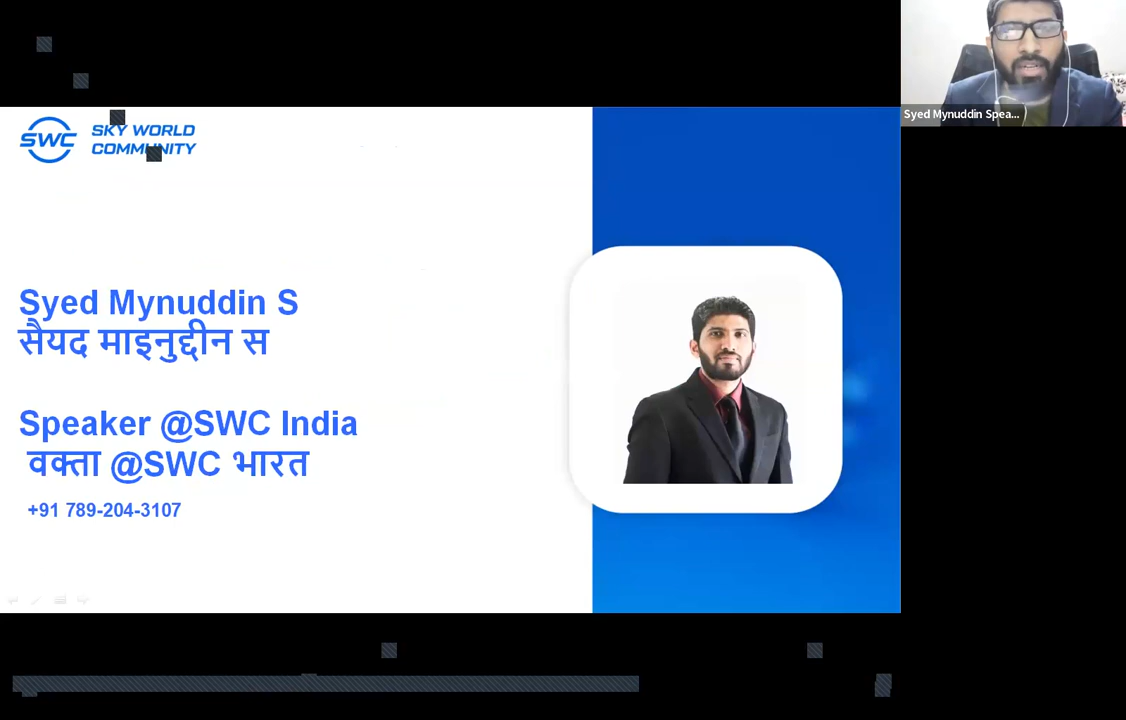 SWC SKY WORLD
COMMUNITY
Syed Mynuddin Spea...
Syed Mynuddin S
सैयद माइनुद्दीन स
Speaker @SWC India
वक्ता @SWC भारत
+91 789-204-3107